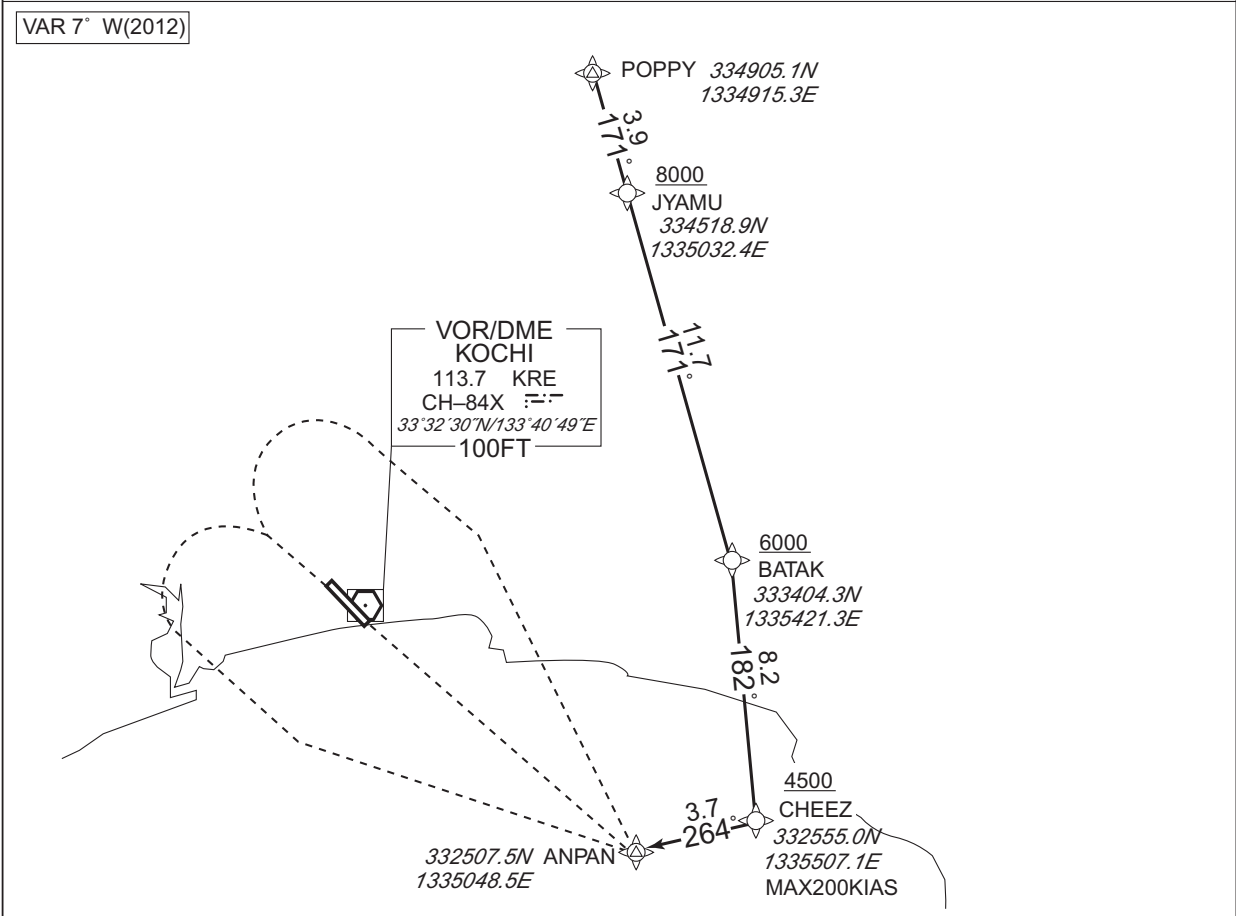 VAR 7° W(2012)
POPPY 334905.1N
1334915.3E
3.9
171°
8000
JYAMU
334518.9N
1335032.4E
11.7
171°
VOR/DME
KOCHI
113.7 KRE
CH–84X
33°32´30˝N/133°40´49˝E
100FT
6000
BATAK
333404.3N
1335421.3E
8.2
182°
4500
CHEEZ
332555.0N
1335507.1E
MAX200KIAS
3.7
264°
332507.5N ANPAN
1335048.5E